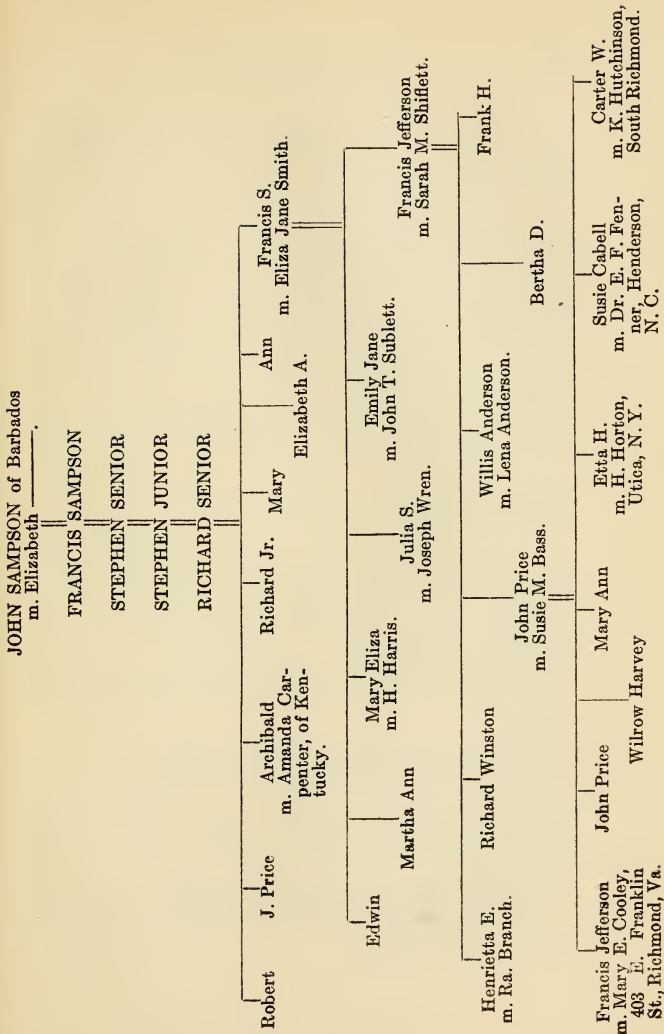 JOHN SAMPSON of Barbados
m. Elizabeth ———.
FRANCIS SAMPSON
STEPHEN SENIOR
STEPHEN JUNIOR
RICHARD SENIOR
Robert
J. Price
Archibald
m. Amanda Car-
penter, of Ken-
tucky.
Richard Jr.
Mary
Elizabeth A.
Ann
Francis S.
m. Eliza Jane Smith.
Edwin
Martha Ann
Mary Eliza
m. H. Harris.
Julia S.
m. Joseph Wren.
Emily Jane
m. John T. Sublett.
Francis Jefferson
m. Sarah M. Shiflett.
Henrietta E.
m. Ra. Branch.
Richard Winston
John Price
m. Susie M. Bass.
Willis Anderson
m. Lena Anderson.
Bertha D.
Frank H.
Francis Jefferson
m. Mary E. Cooley,
403 E. Franklin
St., Richmond, Va.
John Price
Wilrow Harvey
Mary Ann
Etta H.
m. H. Horton,
Utica, N. Y.
Susie Cabell
m. Dr. E. F. Fen-
ner, Henderson,
N. C.
Carter W.
m. K. Hutchinson,
South Richmond.